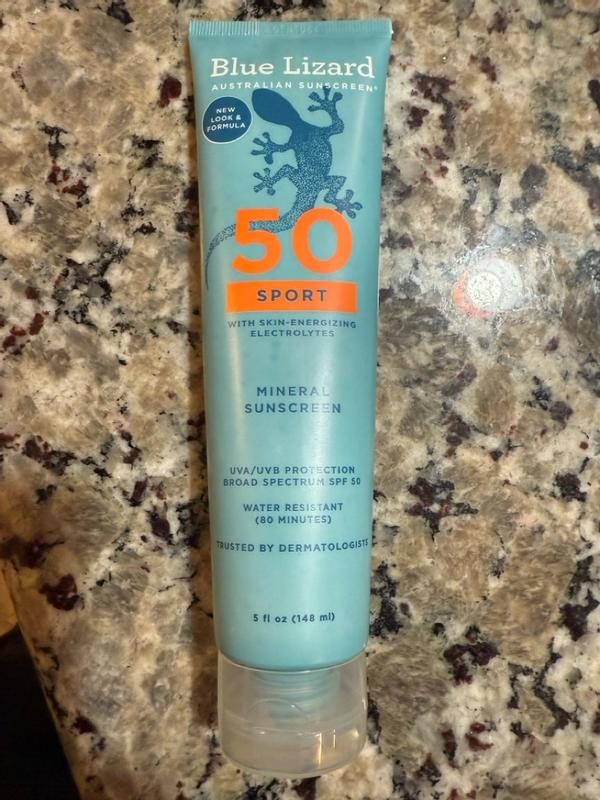 Blue Lizard
AUSTRALIAN SUNSCREEN®
NEW
LOOK &
FORMULA
50
SPORT
WITH SKIN-ENERGIZING
ELECTROLYTES
MINERAL
SUNSCREEN
UVA/UVB PROTECTION
BROAD SPECTRUM SPF 50
WATER RESISTANT
(80 MINUTES)
TRUSTED BY DERMATOLOGISTS
5 fl oz (148 ml)